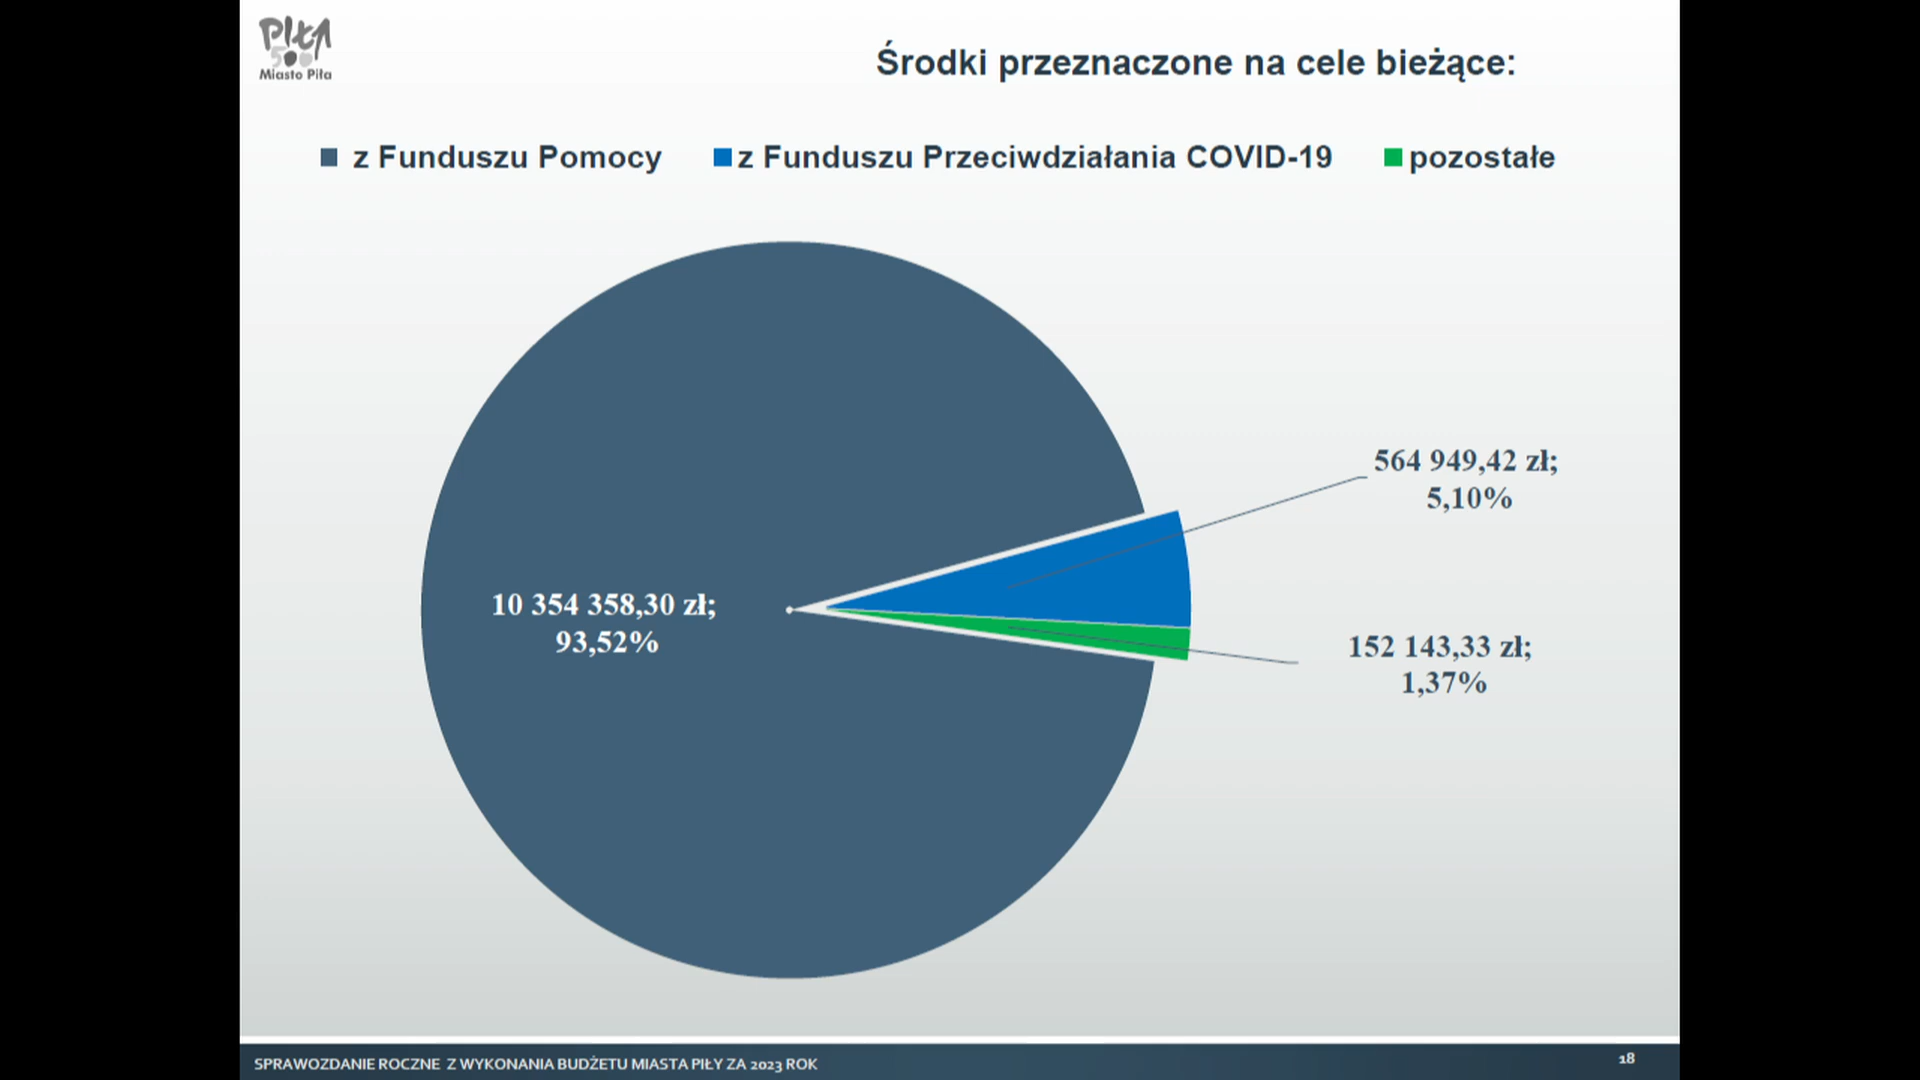 PIŁA
500
Miasto Piła
Środki przeznaczone na cele bieżące:
z Funduszu Pomocy
z Funduszu Przeciwdziałania COVID-19
pozostałe
564 949,42 zł;
5,10%
10 354 358,30 zł;
93,52%
152 143,33 zł;
1,37%
SPRAWOZDANIE ROCZNE Z WYKONANIA BUDŻETU MIASTA PIŁY ZA 2023 ROK
18